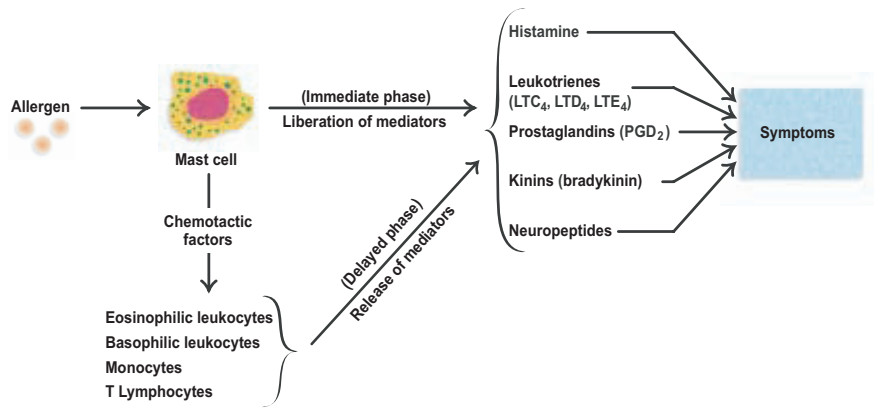 Allergen
Mast cell
(Immediate phase)
Liberation of mediators
Chemotactic
factors
Eosinophilic leukocytes
Basophilic leukocytes
Monocytes
T Lymphocytes
(Delayed phase)
Release of mediators
Histamine
Leukotrienes
(LTC₄, LTD₄, LTE₄)
Prostaglandins (PGD₂)
Kinins (bradykinin)
Neuropeptides
Symptoms